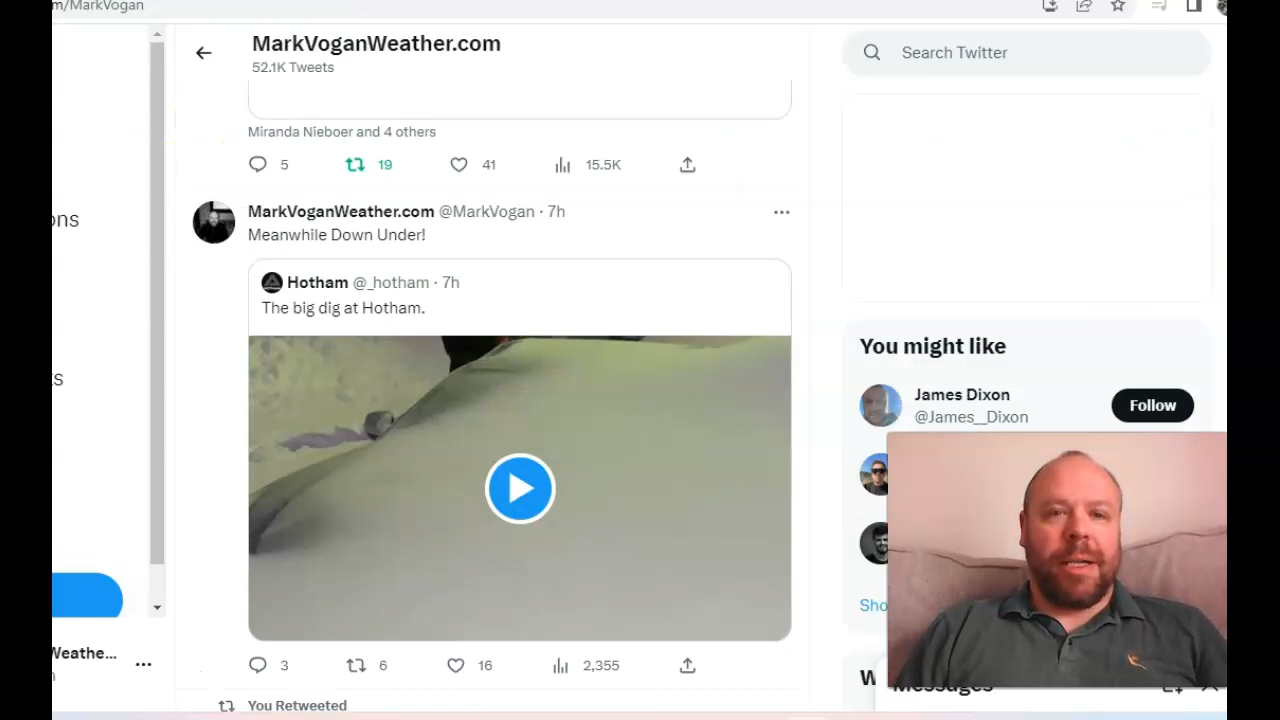 m/MarkVogan
MarkVoganWeather.com
52.1K Tweets
Search Twitter
Miranda Nieboer and 4 others
5 19 41 15.5K
ons
MarkVoganWeather.com @MarkVogan · 7h
Meanwhile Down Under!
Hotham @_hotham · 7h
The big dig at Hotham.
You might like
James Dixon
@James__Dixon
Follow
ts
Sho
Weathe...
3 6 16 2,355
Messages
You Retweeted